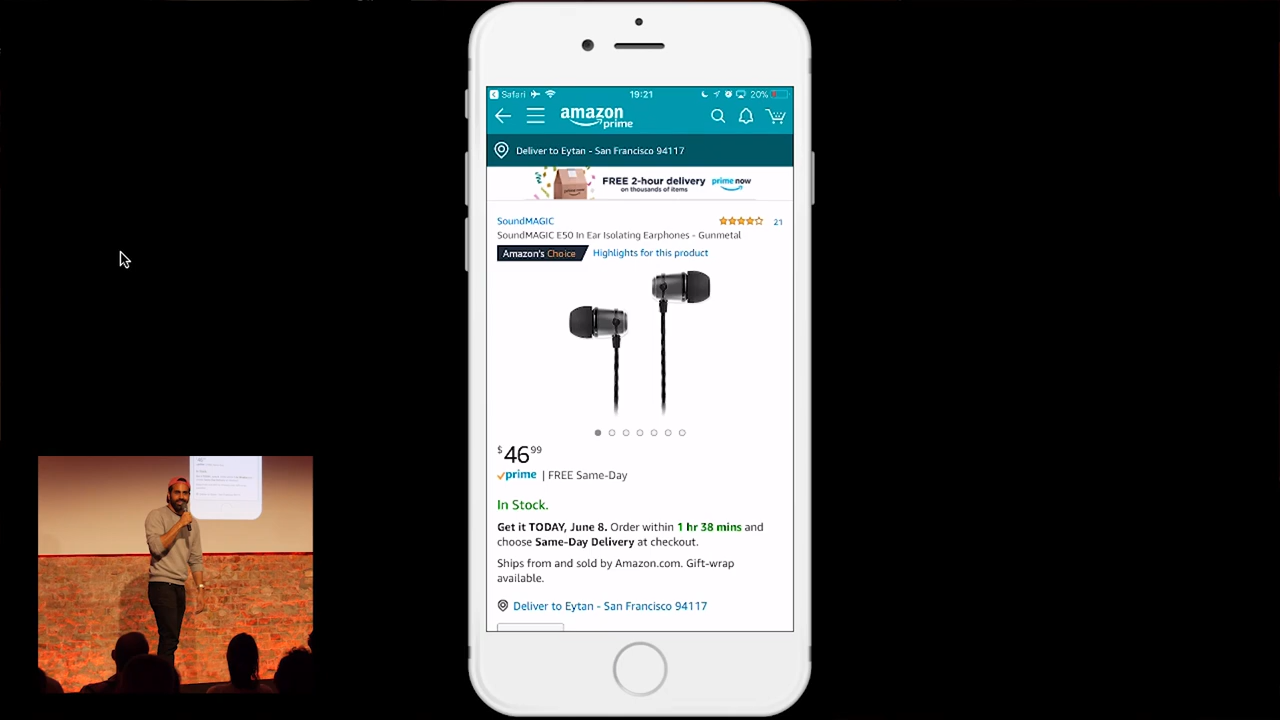 Safari 19:21 20%
amazon
prime
Deliver to Eytan - San Francisco 94117
FREE 2-hour delivery
on thousands of items
prime now
SoundMAGIC 21
SoundMAGIC E50 In Ear Isolating Earphones - Gunmetal
Amazon's Choice Highlights for this product
$46 99
prime | FREE Same-Day
In Stock.
Get it TODAY, June 8. Order within 1 hr 38 mins and
choose Same-Day Delivery at checkout.
Ships from and sold by Amazon.com. Gift-wrap
available.
Deliver to Eytan - San Francisco 94117